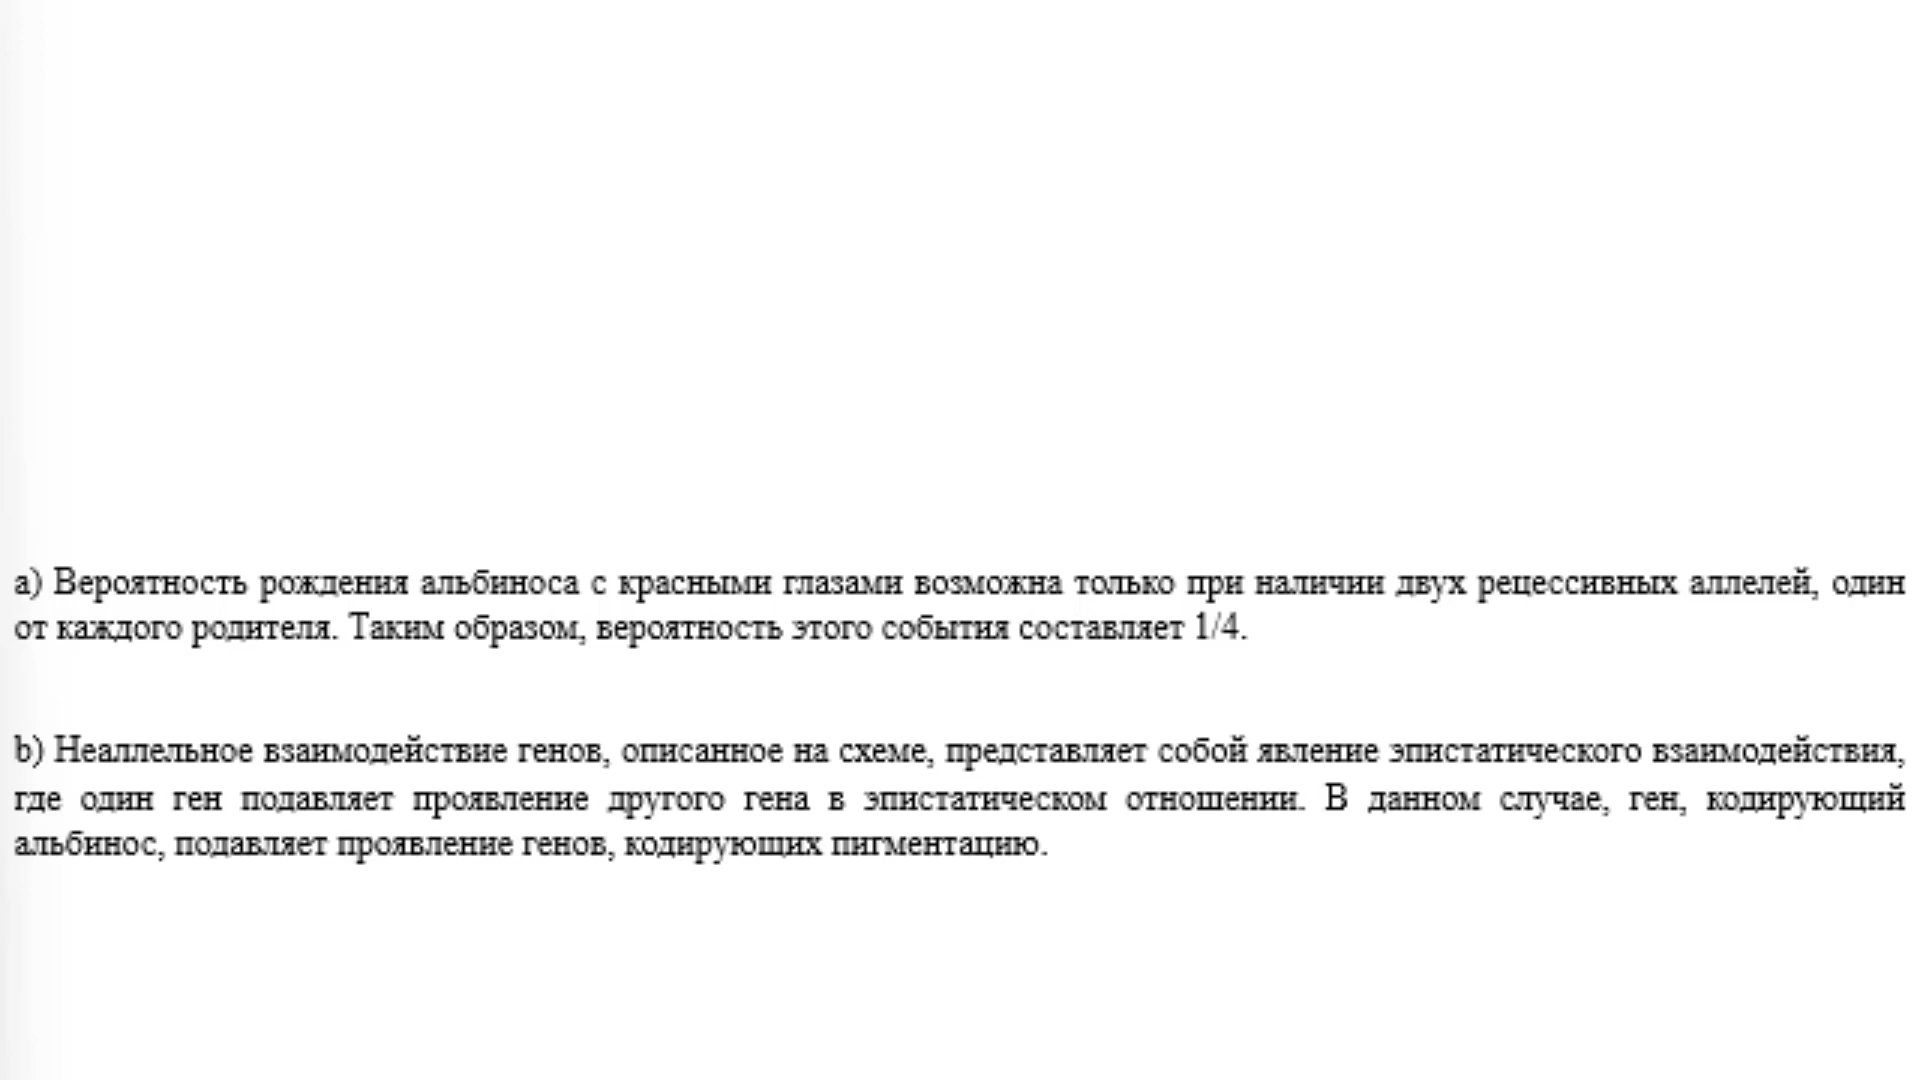 a) Вероятность рождения альбиноса с красными глазами возможна только при наличии двух рецессивных аллелей, один
от каждого родителя. Таким образом, вероятность этого события составляет 1/4.
b) Неаллельное взаимодействие генов, описанное на схеме, представляет собой явление эпистатического взаимодействия,
где один ген подавляет проявление другого гена в эпистатическом отношении. В данном случае, ген, кодирующий
альбинос, подавляет проявление генов, кодирующих пигментацию.